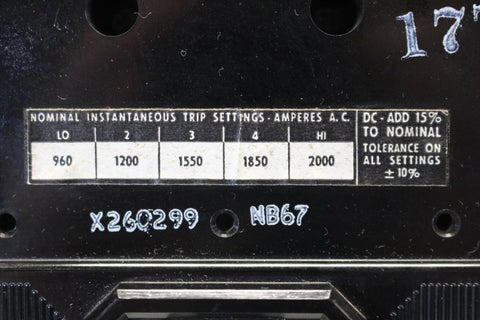 17
NOMINAL INSTANTANEOUS TRIP SETTINGS - AMPERES A.C.
LO 2 3 4 HI
960 1200 1550 1850 2000
DC - ADD 15%
TO NOMINAL
TOLERANCE ON
ALL SETTINGS
± 10%
X260299 NB67